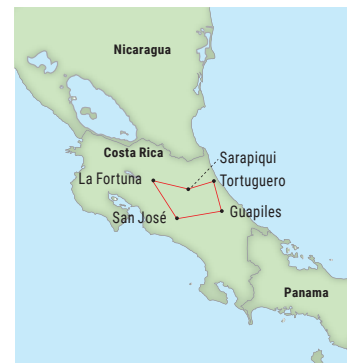 Nicaragua
Costa Rica
Sarapiqui
La Fortuna
Tortuguero
San José
Guapiles
Panama